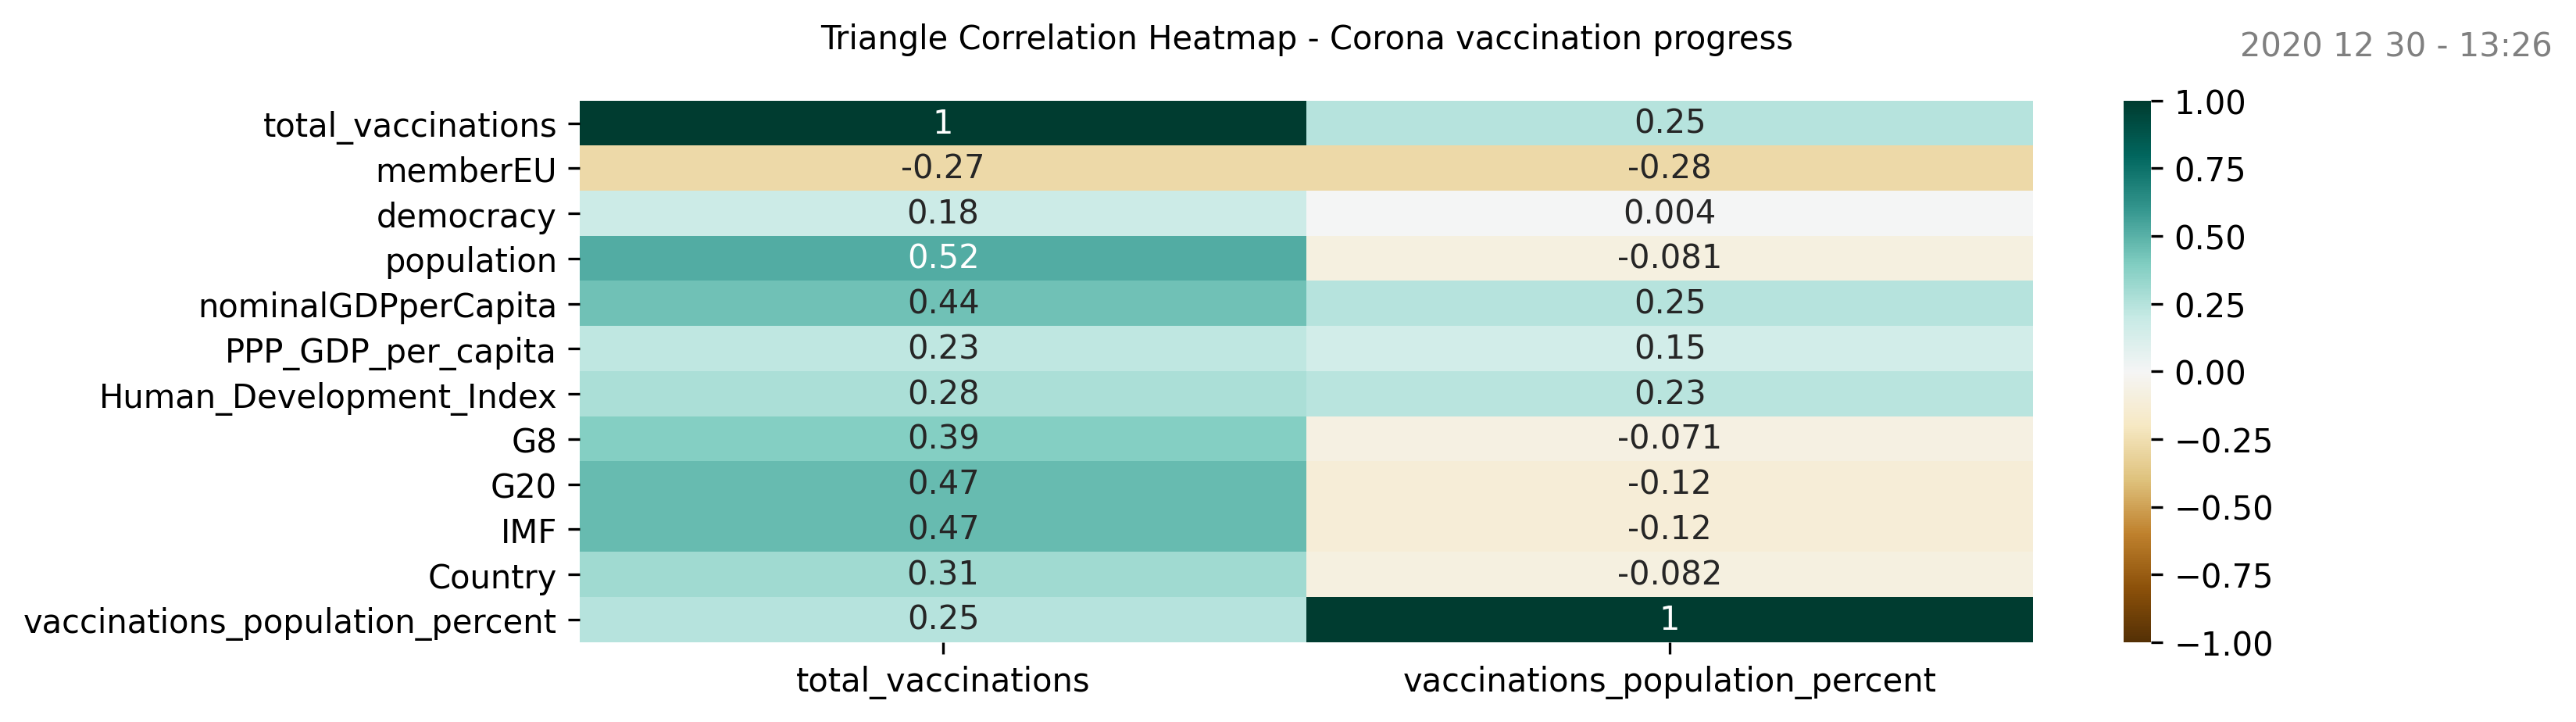 Triangle Correlation Heatmap - Corona vaccination progress
2020 12 30 - 13:26
total_vaccinations 1 0.25
memberEU -0.27 -0.28
democracy 0.18 0.004
population 0.52 -0.081
nominalGDPperCapita 0.44 0.25
PPP_GDP_per_capita 0.23 0.15
Human_Development_Index 0.28 0.23
G8 0.39 -0.071
G20 0.47 -0.12
IMF 0.47 -0.12
Country 0.31 -0.082
vaccinations_population_percent 0.25 1
total_vaccinations vaccinations_population_percent
1.00
0.75
0.50
0.25
0.00
−0.25
−0.50
−0.75
−1.00